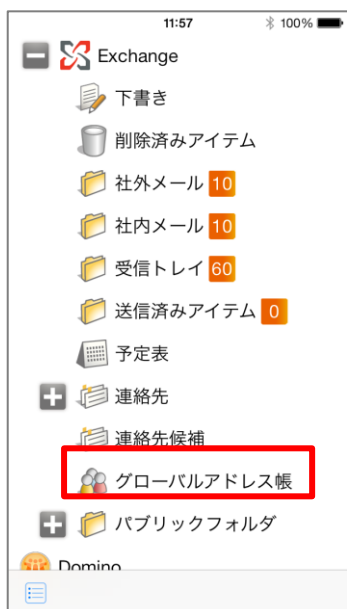 11:57 100%
Exchange
下書き
削除済みアイテム
社外メール 10
社内メール 10
受信トレイ 60
送信済みアイテム 0
予定表
連絡先
連絡先候補
グローバルアドレス帳
パブリックフォルダ
Domino